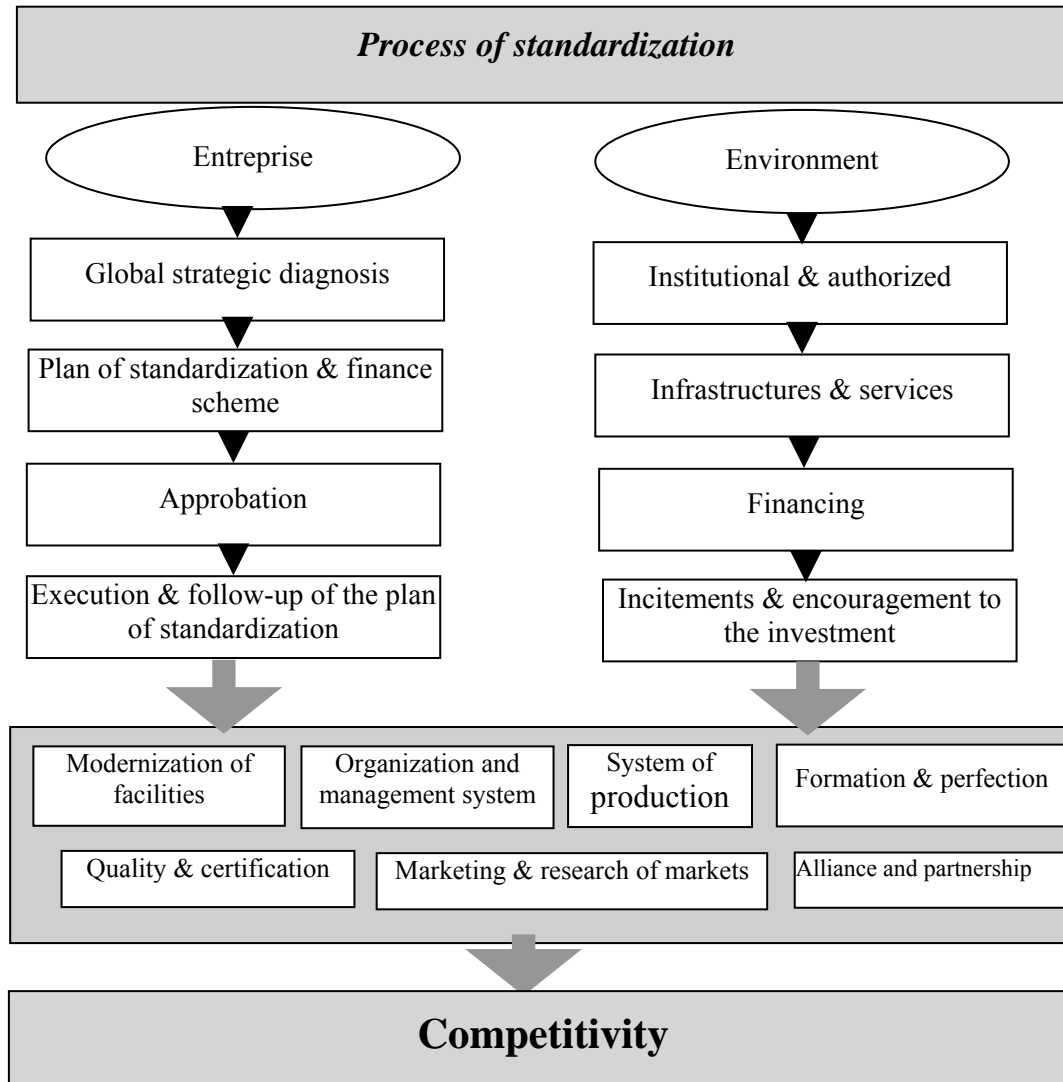 Process of standardization
Entreprise
Environment
Global strategic diagnosis
Institutional & authorized
Plan of standardization & finance
scheme
Infrastructures & services
Approbation
Financing
Execution & follow-up of the plan
of standardization
Incitements & encouragement to
the investment
Modernization of
facilities
Organization and
management system
System of
production
Formation & perfection
Quality & certification
Marketing & research of markets
Alliance and partnership
Competitivity